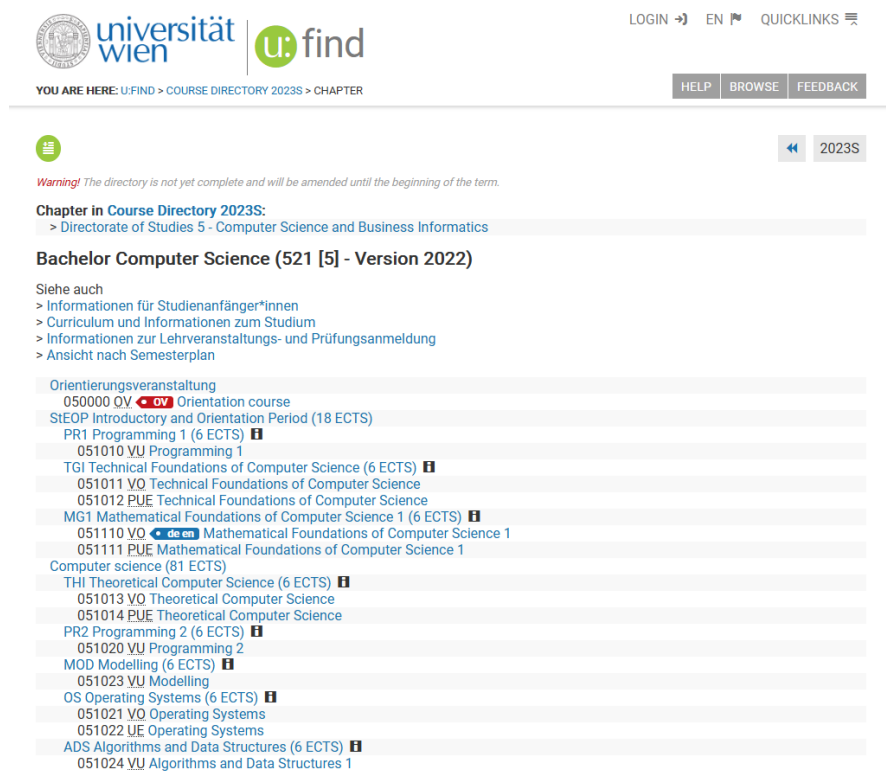 universität
wien
u: find
LOGIN EN QUICKLINKS
YOU ARE HERE: U:FIND > COURSE DIRECTORY 2023S > CHAPTER
HELP BROWSE FEEDBACK
2023S
Warning! The directory is not yet complete and will be amended until the beginning of the term.
Chapter in Course Directory 2023S:
> Directorate of Studies 5 - Computer Science and Business Informatics
Bachelor Computer Science (521 [5] - Version 2022)
Siehe auch
> Informationen für Studienanfänger*innen
> Curriculum und Informationen zum Studium
> Informationen zur Lehrveranstaltungs- und Prüfungsanmeldung
> Ansicht nach Semesterplan
Orientierungsveranstaltung
050000 OV OV Orientation course
StEOP Introductory and Orientation Period (18 ECTS)
PR1 Programming 1 (6 ECTS)
051010 VU Programming 1
TGI Technical Foundations of Computer Science (6 ECTS)
051011 VO Technical Foundations of Computer Science
051012 PUE Technical Foundations of Computer Science
MG1 Mathematical Foundations of Computer Science 1 (6 ECTS)
051110 VO de en Mathematical Foundations of Computer Science 1
051111 PUE Mathematical Foundations of Computer Science 1
Computer science (81 ECTS)
THI Theoretical Computer Science (6 ECTS)
051013 VO Theoretical Computer Science
051014 PUE Theoretical Computer Science
PR2 Programming 2 (6 ECTS)
051020 VU Programming 2
MOD Modelling (6 ECTS)
051023 VU Modelling
OS Operating Systems (6 ECTS)
051021 VO Operating Systems
051022 UE Operating Systems
ADS Algorithms and Data Structures (6 ECTS)
051024 VU Algorithms and Data Structures 1